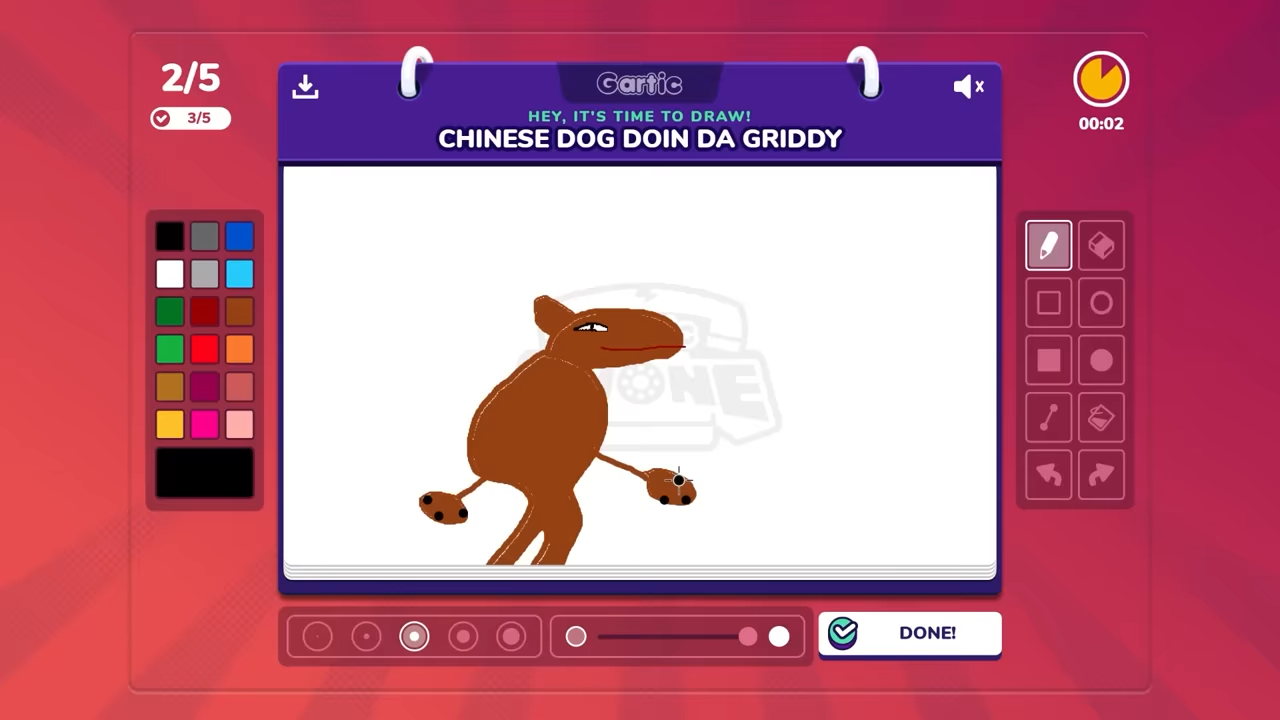 2/5
3/5
Gartic
HEY, IT'S TIME TO DRAW!
CHINESE DOG DOIN DA GRIDDY
00:02
DONE!